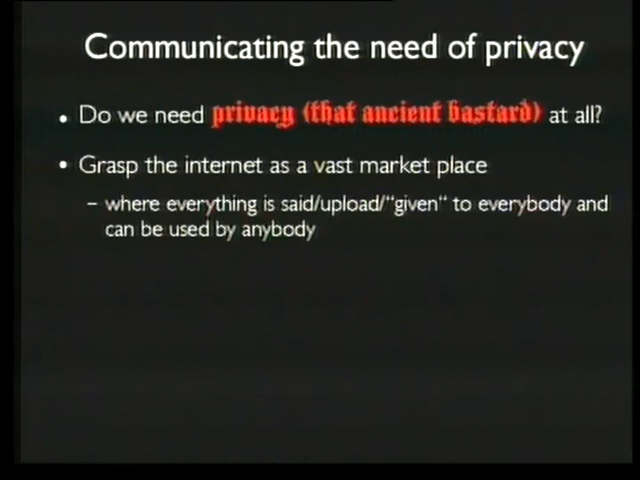 Communicating the need of privacy
• Do we need privacy (that ancient bastard) at all?
• Grasp the internet as a vast market place
– where everything is said/upload/"given" to everybody and
can be used by anybody